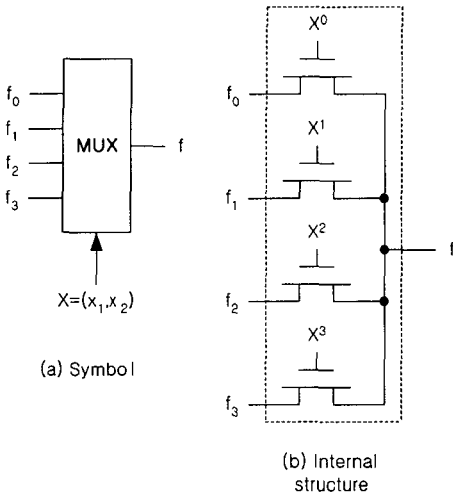 f₀
f₁
f₂
f₃
MUX
f
X=(x₁,x₂)
(a) Symbol
X⁰
f₀
X¹
f₁
X²
f
f₂
X³
f₃
(b) Internal
structure